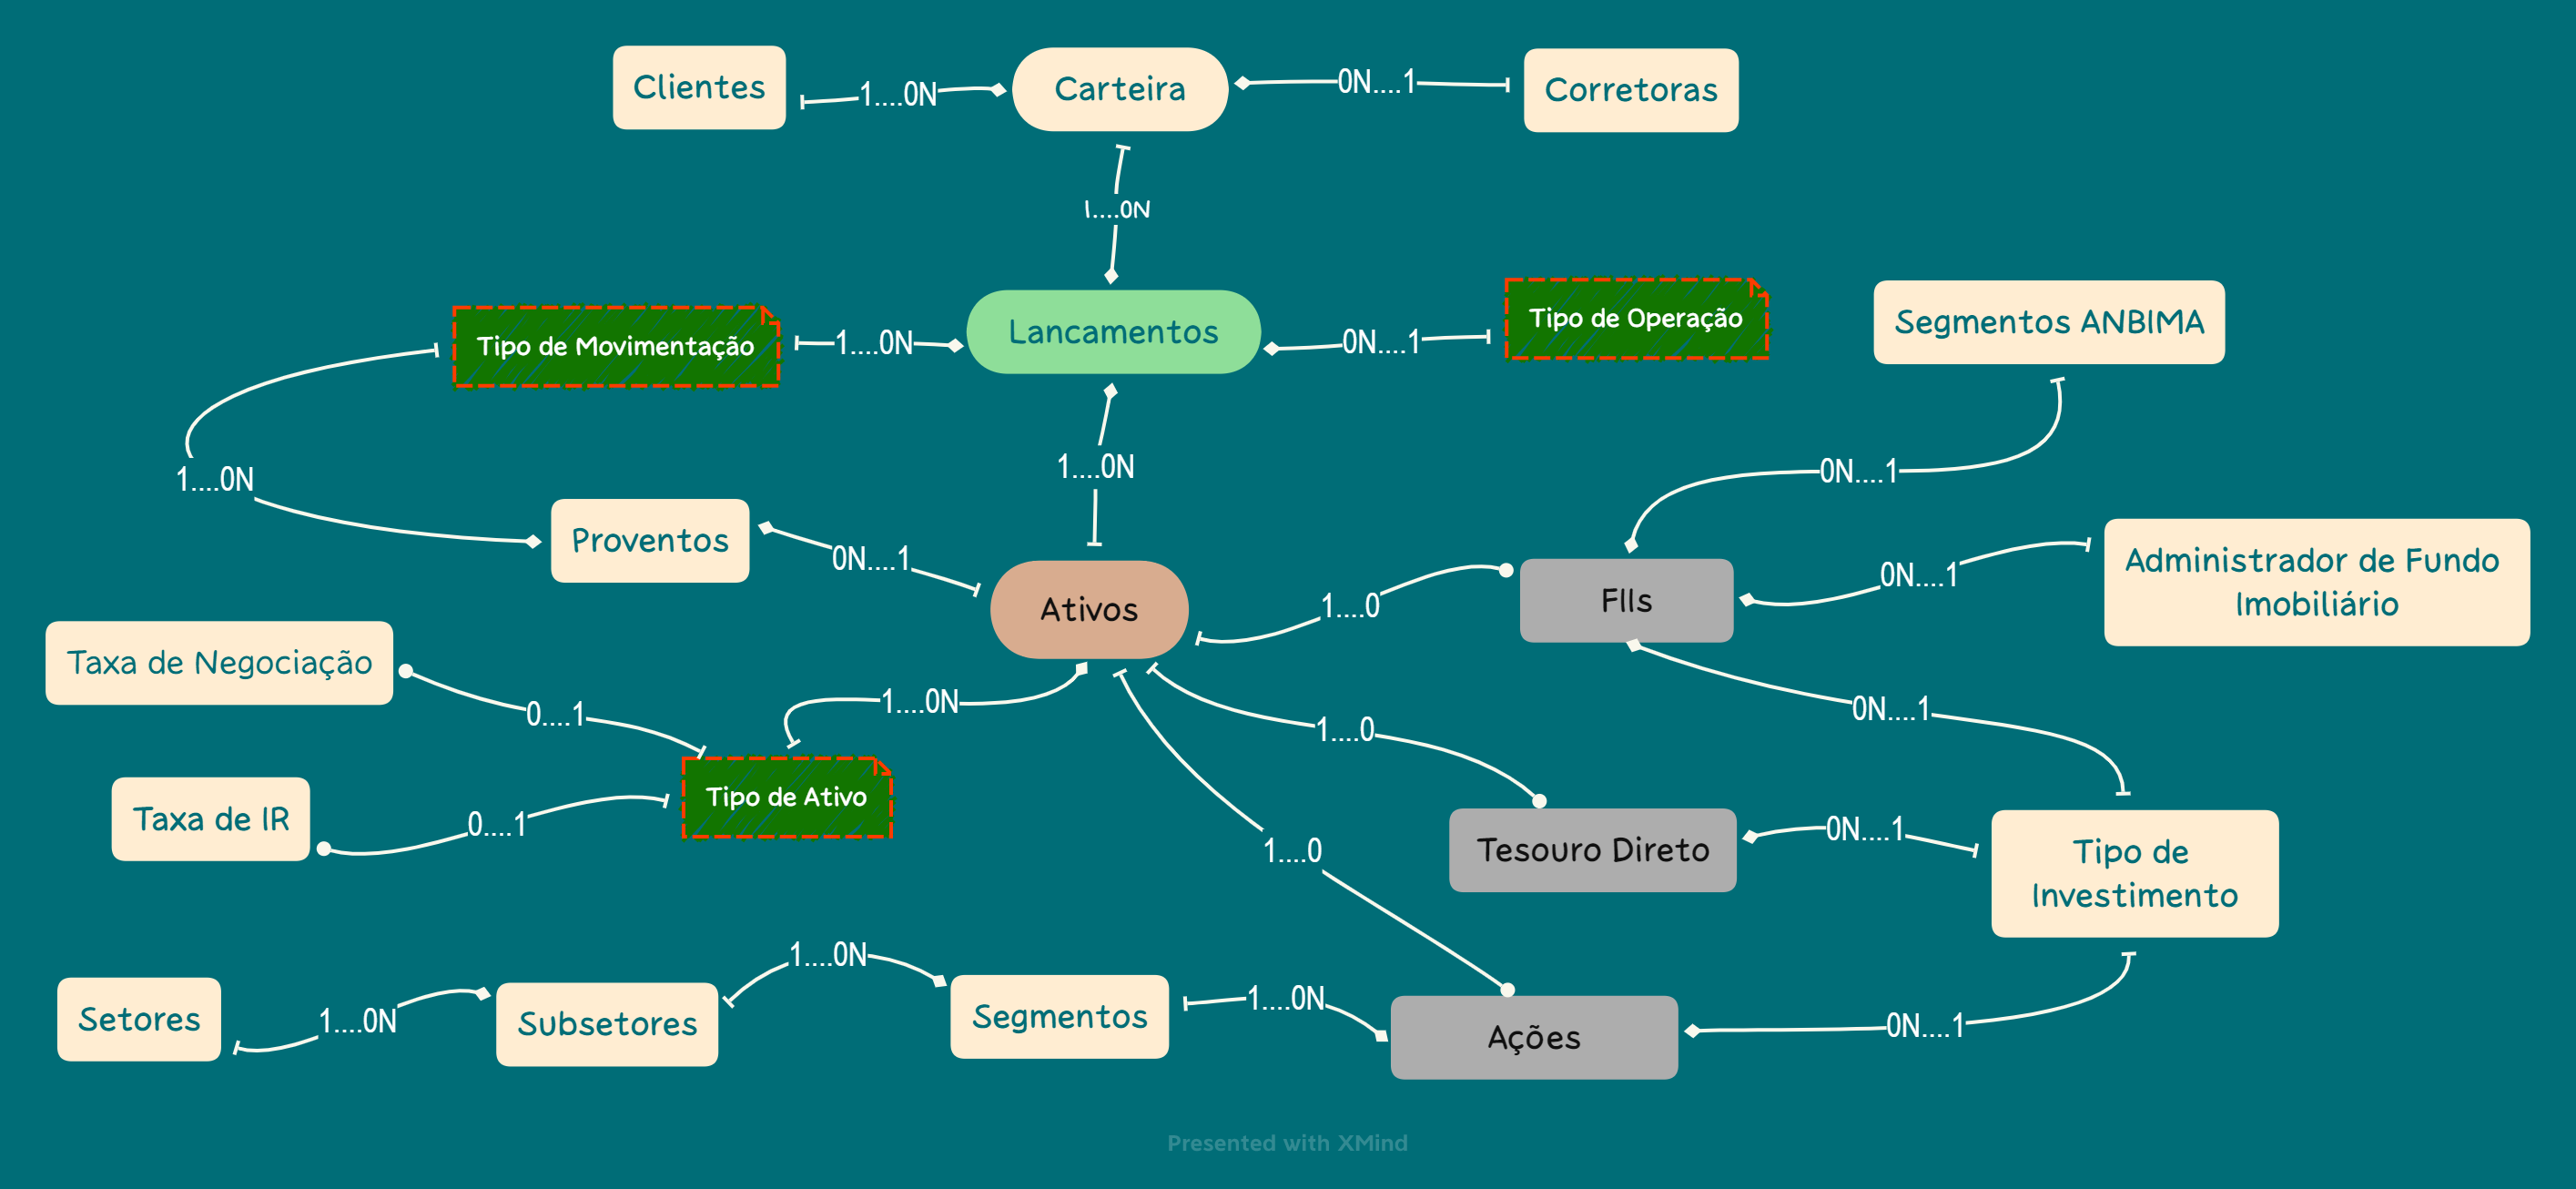 Clientes
1....0N
Carteira
0N....1
Corretoras
1....0N
Tipo de Movimentação
1....0N
Lancamentos
0N....1
Tipo de Operação
Segmentos ANBIMA
1....0N
1....0N
0N....1
Proventos
0N....1
Ativos
1....0
FIIs
0N....1
Administrador de Fundo
Imobiliário
Taxa de Negociação
0....1
1....0N
1....0
0N....1
Taxa de IR
0....1
Tipo de Ativo
1....0
Tesouro Direto
0N....1
Tipo de
Investimento
Setores
1....0N
Subsetores
1....0N
Segmentos
1....0N
Ações
0N....1
Presented with XMind